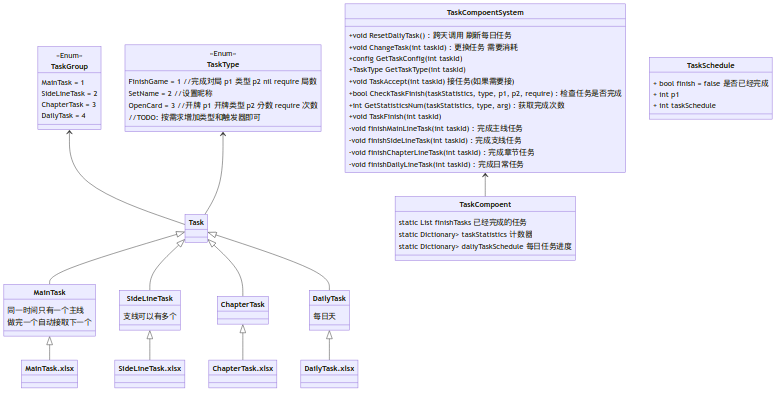 «Enum»
TaskGroup
MainTask = 1
SideLineTask = 2
ChapterTask = 3
DailyTask = 4
«Enum»
TaskType
FinishGame = 1 //完成对局 p1 类型 p2 nil require 局数
SetName = 2 //设置昵称
OpenCard = 3 //开牌 p1 开牌类型 p2 分数 require 次数
//TODO: 按需求增加类型和触发器即可
TaskCompoentSystem
+void ResetDailyTask() : 跨天调用 刷新每日任务
+void ChangeTask(int taskId) : 更换任务 需要消耗
+config GetTaskConfig(int taskId)
+TaskType GetTaskType(int taskId)
+void TaskAccept(int taskId) 接任务(如果需要接)
+bool CheckTaskFinish(taskStatistics, type, p1, p2, require) : 检查任务是否完成
+int GetStatisticsNum(taskStatistics, type, arg) : 获取完成次数
+void TaskFinish(int taskId)
-void finishMainLineTask(int taskId) : 完成主线任务
-void finishSideLineTask(int taskId) : 完成支线任务
-void finishChapterLineTask(int taskId) : 完成章节任务
-void finishDailyLineTask(int taskId) : 完成日常任务
TaskSchedule
+ bool finish = false 是否已经完成
+ int p1
+ int taskSchedule
TaskCompoent
static List finishTasks 已经完成的任务
static Dictionary> taskStatistics 计数器
static Dictionary> dailyTaskSchedule 每日任务进度
Task
MainTask
同一时间只有一个主线
做完一个自动接取下一个
SideLineTask
支线可以有多个
ChapterTask
DailyTask
每日天
MainTask.xlsx
SideLineTask.xlsx
ChapterTask.xlsx
DailyTask.xlsx